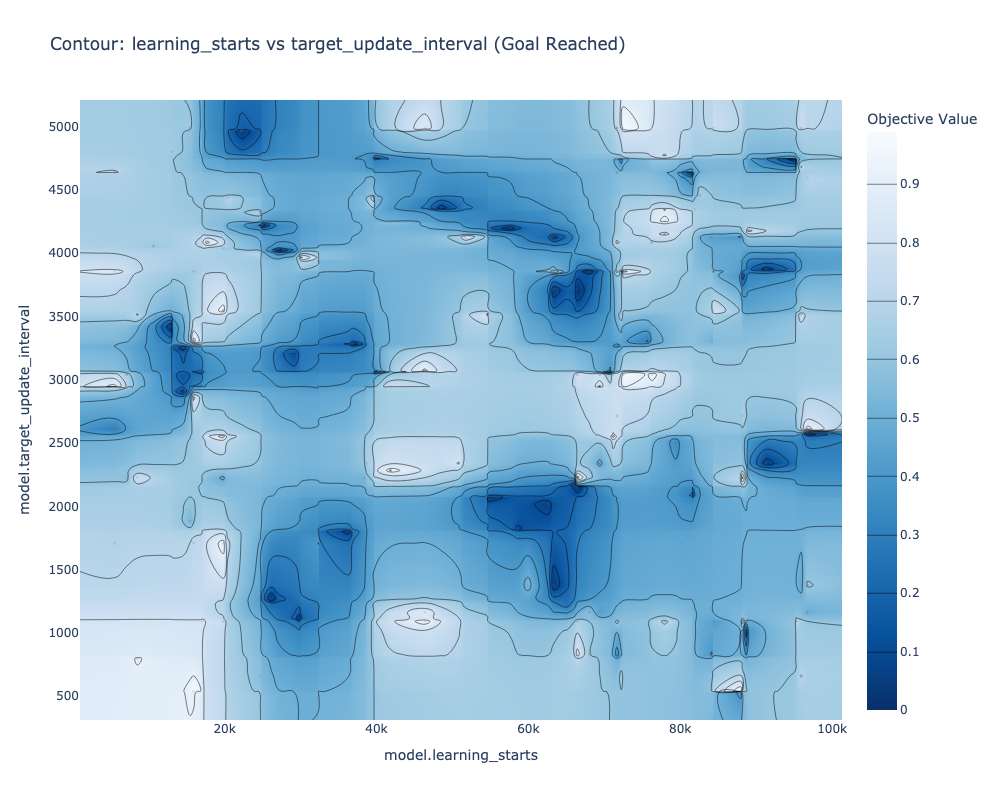 Contour: learning_starts vs target_update_interval (Goal Reached)
Objective Value
model.target_update_interval
5000
4500
4000
3500
3000
2500
2000
1500
1000
500
20k
40k
60k
80k
100k
model.learning_starts
0.9
0.8
0.7
0.6
0.5
0.4
0.3
0.2
0.1
0